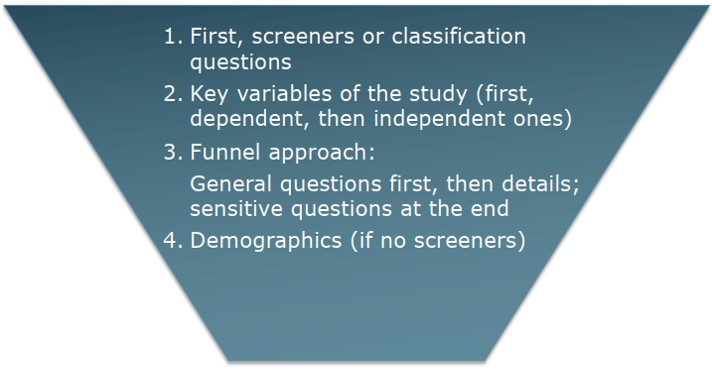 1. First, screeners or classification
questions
2. Key variables of the study (first,
dependent, then independent ones)
3. Funnel approach:
General questions first, then details;
sensitive questions at the end
4. Demographics (if no screeners)